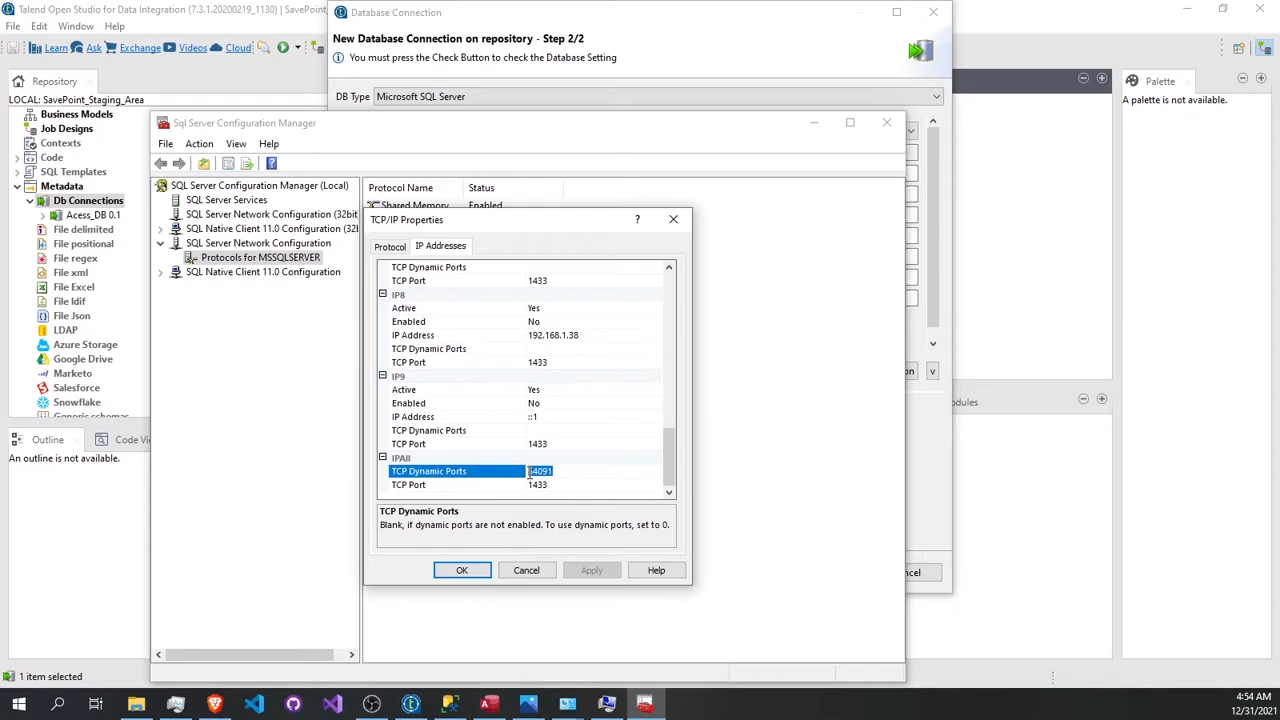 Talend Open Studio for Data Integration (7.3.1.20200219_1130) | SavePoint_Staging_Area
File Edit Window Help
Learn Ask Exchange Videos Cloud
Repository
LOCAL: SavePoint_Staging_Area
Business Models
Job Designs
Contexts
Code
SQL Templates
Metadata
Db Connections
Acess_DB 0.1
File delimited
File positional
File regex
File xml
File Excel
File ldif
File Json
LDAP
Azure Storage
Google Drive
Marketo
Salesforce
Snowflake
Generic schemas
Outline
Code Vi
An outline is not available.
1 item selected
Database Connection
New Database Connection on repository - Step 2/2
You must press the Check Button to check the Database Setting
DB Type Microsoft SQL Server
on v
ncel
Palette
A palette is not available.
odules
Sql Server Configuration Manager
File Action View Help
SQL Server Configuration Manager (Local)
SQL Server Services
SQL Server Network Configuration (32bit
SQL Native Client 11.0 Configuration (32l
SQL Server Network Configuration
Protocols for MSSQLSERVER
SQL Native Client 11.0 Configuration
Protocol Name Status
Shared Memory Enabled
TCP/IP Properties
Protocol IP Addresses
TCP Dynamic Ports
TCP Port 1433
IP8
Active Yes
Enabled No
IP Address 192.168.1.38
TCP Dynamic Ports
TCP Port 1433
IP9
Active Yes
Enabled No
IP Address ::1
TCP Dynamic Ports
TCP Port 1433
IPAll
TCP Dynamic Ports
TCP Port 1433
TCP Dynamic Ports
Blank, if dynamic ports are not enabled. To use dynamic ports, set to 0.
OK Cancel Apply Help
4:54 AM
12/31/2021